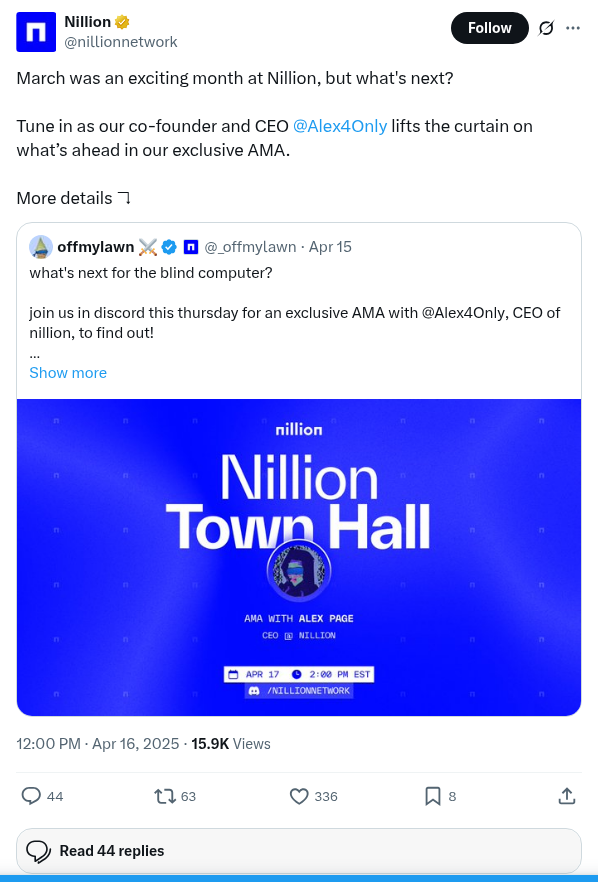 Nillion
@nillionnetwork
Follow
March was an exciting month at Nillion, but what's next?
Tune in as our co-founder and CEO @Alex4Only lifts the curtain on
what’s ahead in our exclusive AMA.
More details
offmylawn ⚔️ @_offmylawn · Apr 15
what's next for the blind computer?
join us in discord this thursday for an exclusive AMA with @Alex4Only, CEO of
nillion, to find out!
...
Show more
nillion
Nillion
Town Hall
AMA WITH ALEX PAGE
CEO @ NILLION
APR 17 2:00 PM EST
/NILLIONNETWORK
12:00 PM · Apr 16, 2025 · 15.9K Views
44 63 336 8
Read 44 replies